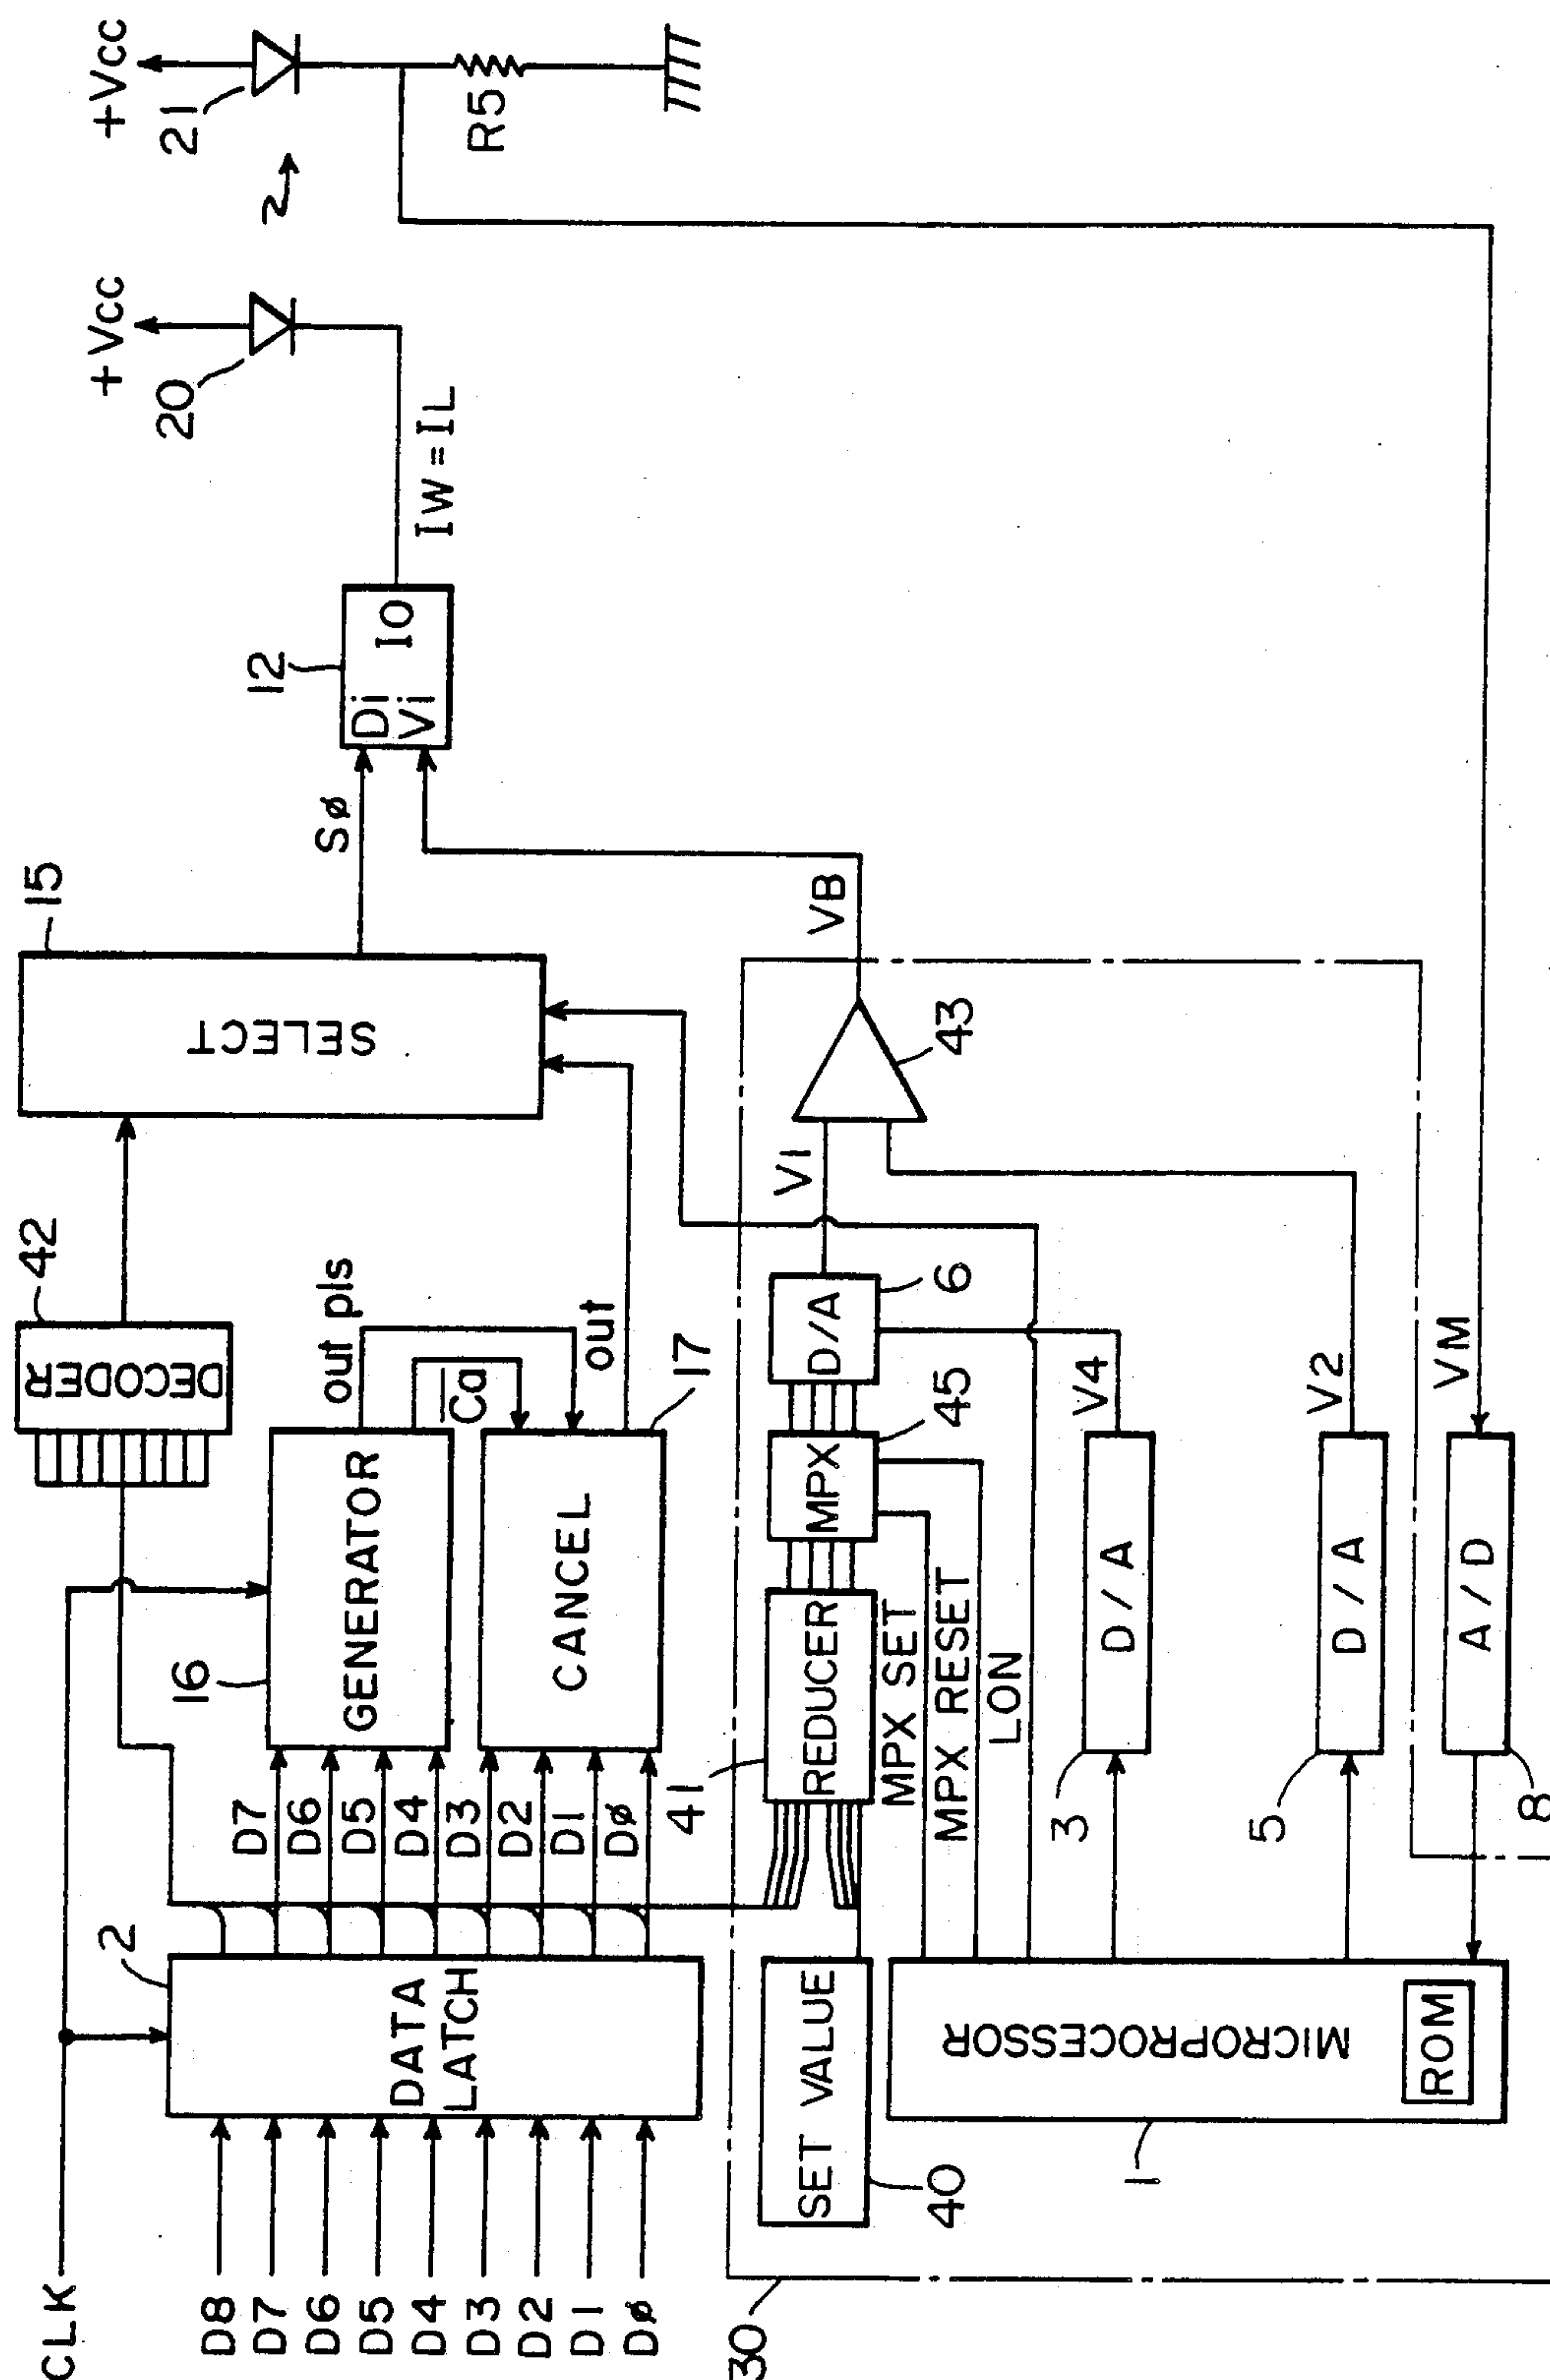 CLK
D8
D7
D6
D5
D4
D3
D2
D1
Dø
2
DATA
LATCH
D7
D6
D5
D4
D3
D2
D1
Dø
16
GENERATOR
CANCEL
17
out pls
Ca
out
42
DECODER
15
SELECT
Sø
12
Di
Vi
IO
IW = IL
20
+Vcc
2
21
+Vcc
R5
30
SET VALUE
40
41
REDUCER
MPX
45
D/A
6
V1
43
VB
MPX SET
MPX RESET
LON
MICROPROCESSOR
ROM
1
3
D/A
V4
5
D/A
V2
A/D
8
VM